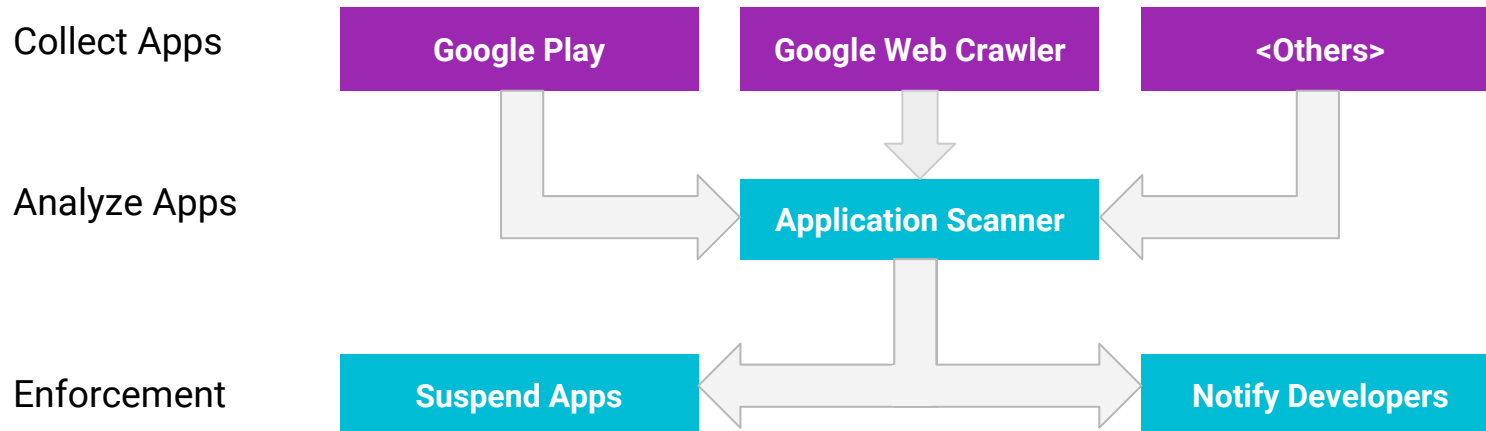 Collect Apps
Google Play
Google Web Crawler
<Others>
Analyze Apps
Application Scanner
Enforcement
Suspend Apps
Notify Developers